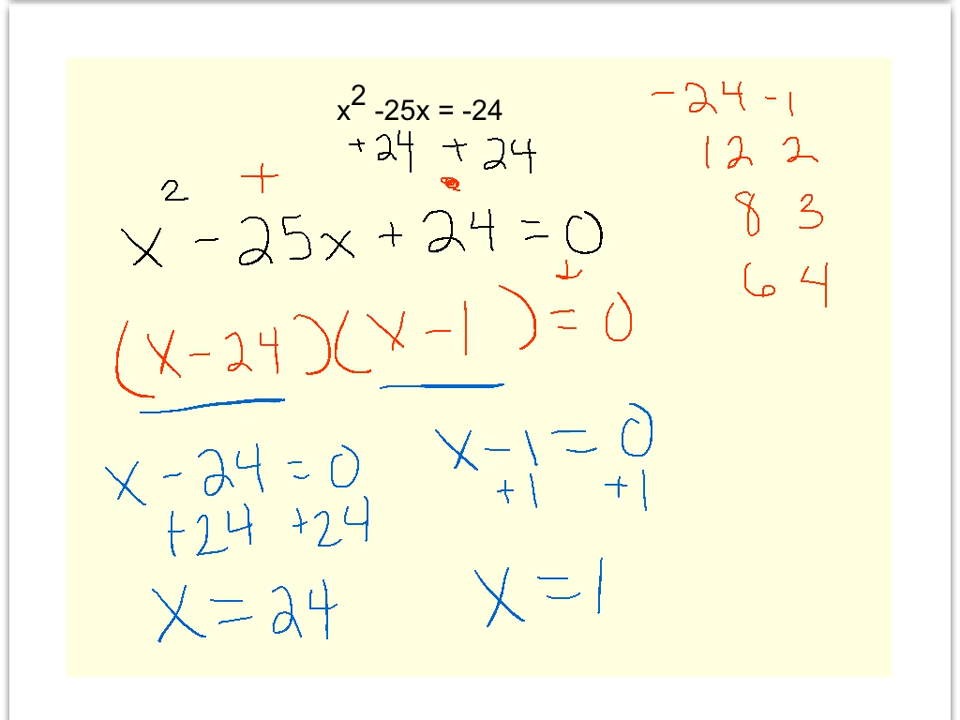 x² -25x = -24
+24 +24
+
x² - 25x + 24 = 0
(x - 24)(x - 1) = 0
x - 24 = 0
+24 +24
x = 24
x - 1 = 0
+1 +1
x = 1
-24 -1
12 2
8 3
6 4